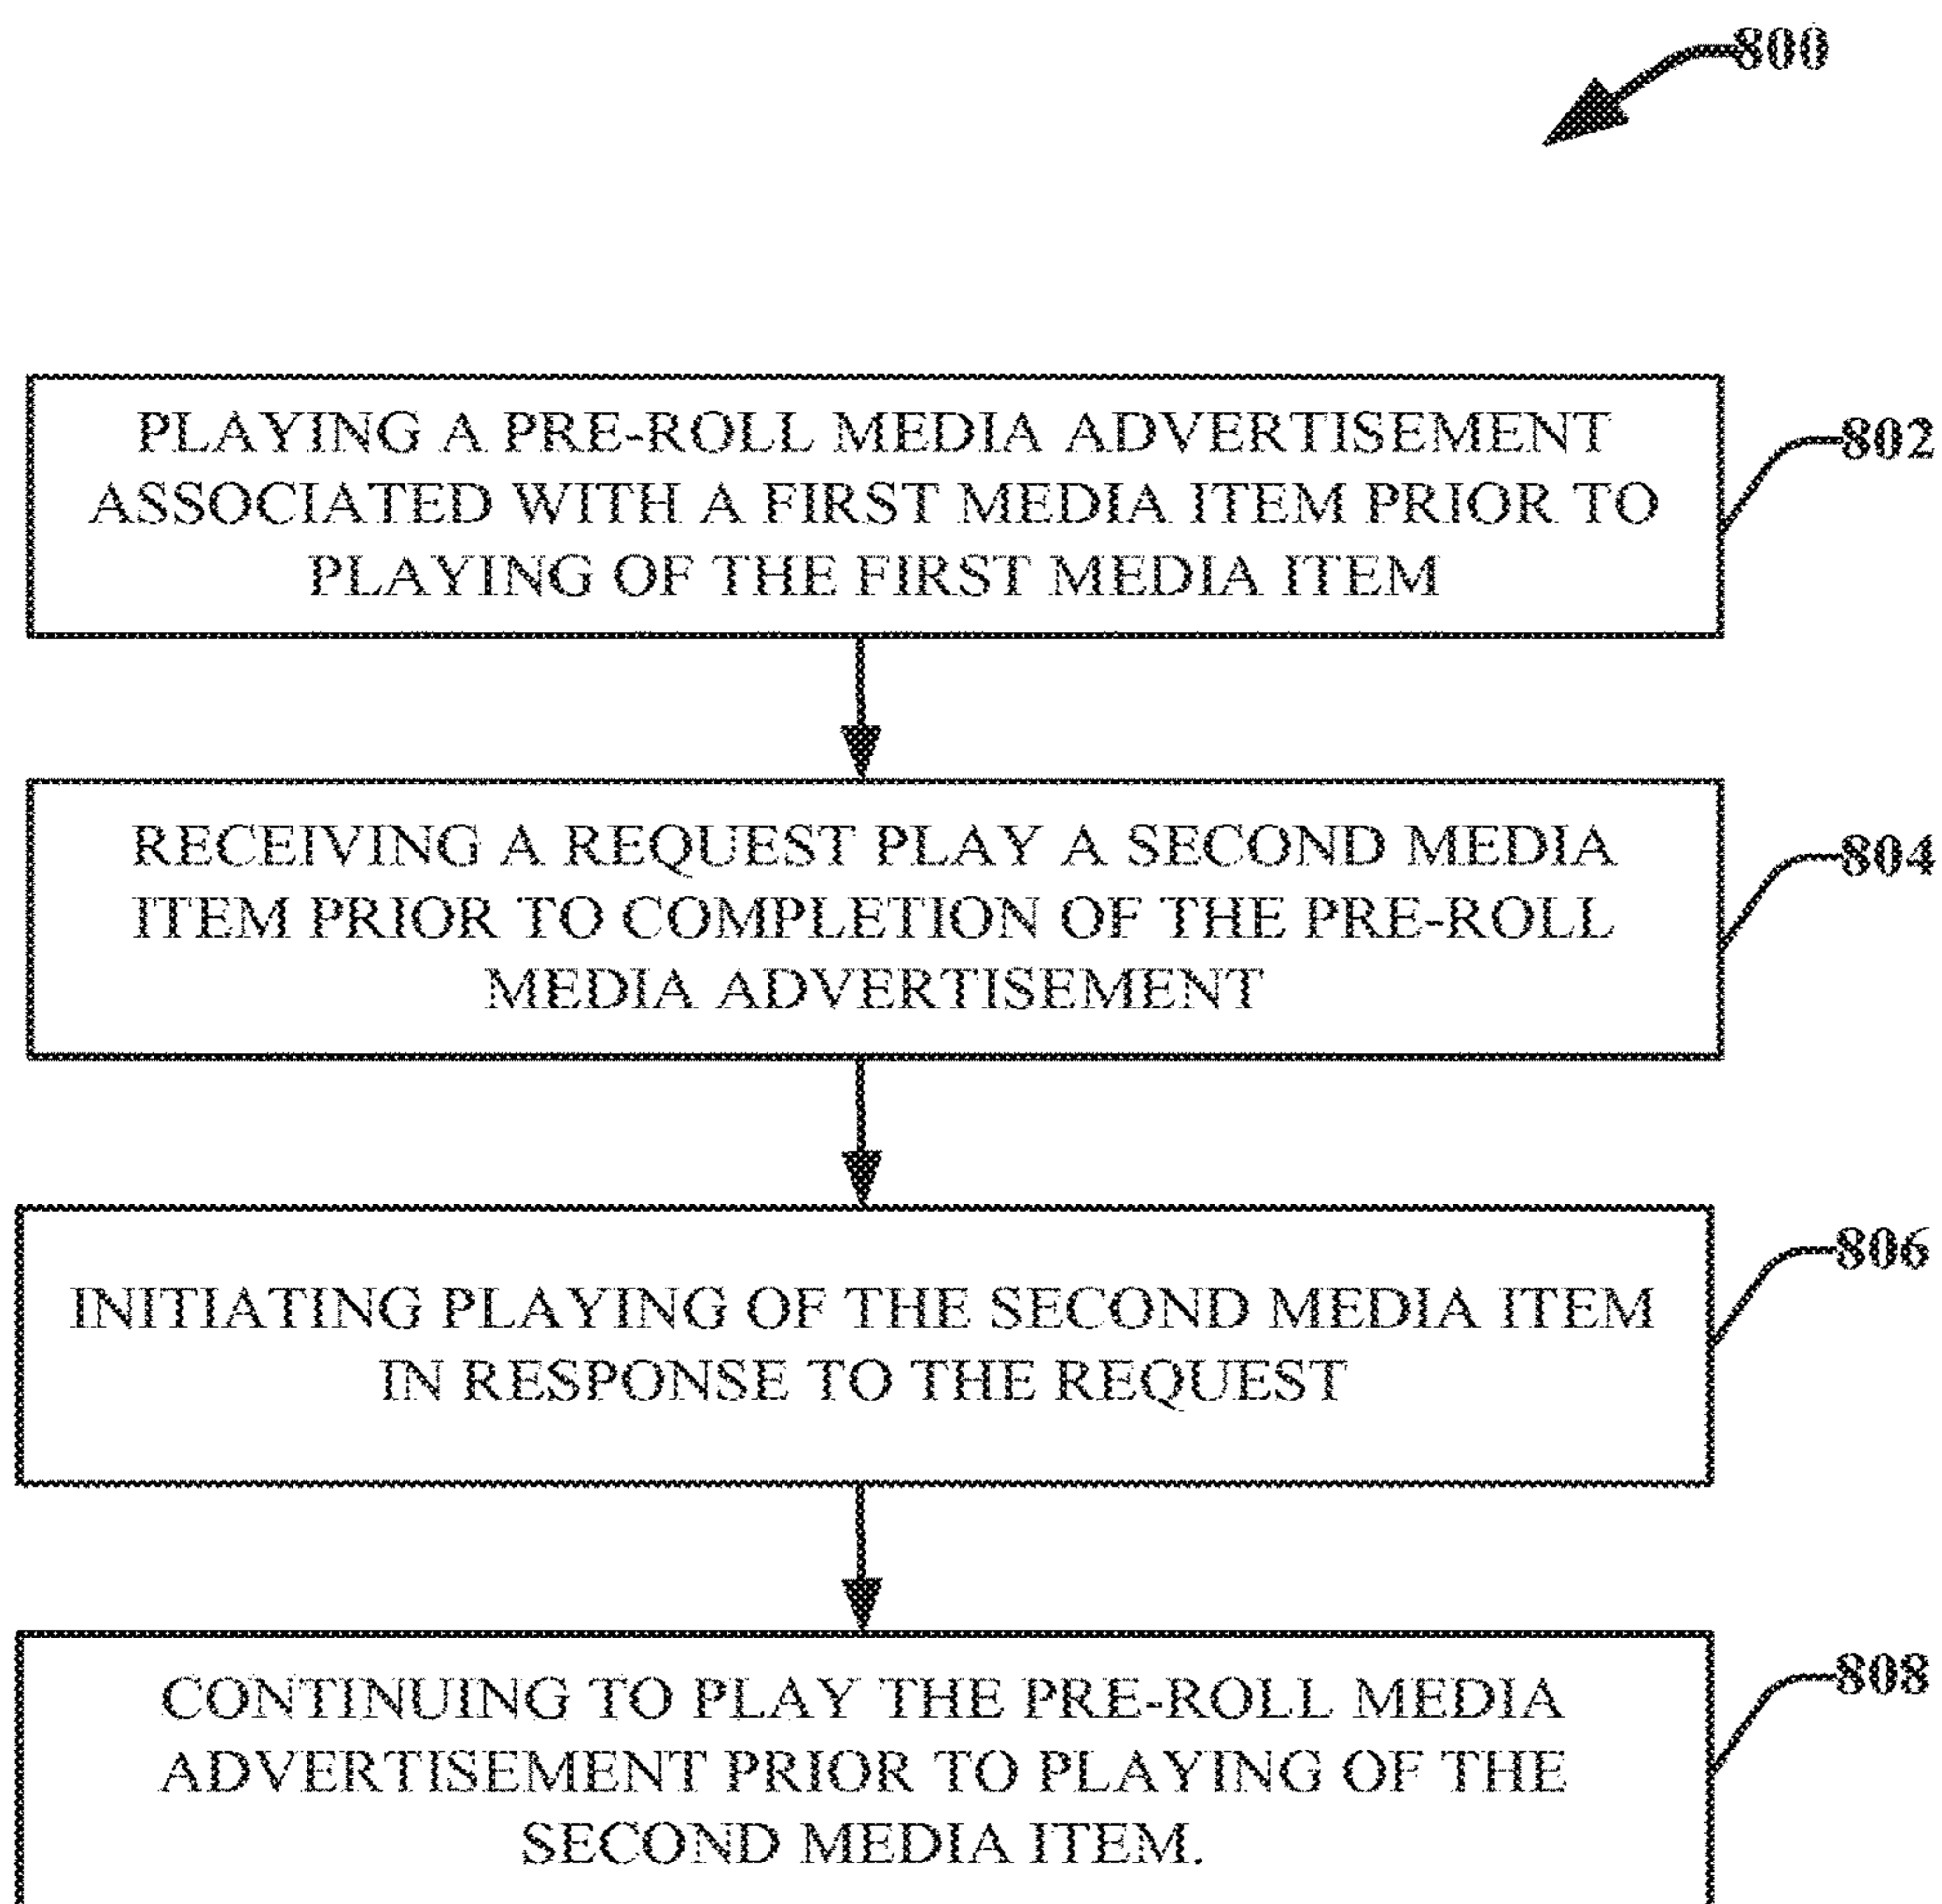 800
PLAYING A PRE-ROLL MEDIA ADVERTISEMENT
ASSOCIATED WITH A FIRST MEDIA ITEM PRIOR TO
PLAYING OF THE FIRST MEDIA ITEM
802
RECEIVING A REQUEST PLAY A SECOND MEDIA
ITEM PRIOR TO COMPLETION OF THE PRE-ROLL
MEDIA ADVERTISEMENT
804
INITIATING PLAYING OF THE SECOND MEDIA ITEM
IN RESPONSE TO THE REQUEST
806
CONTINUING TO PLAY THE PRE-ROLL MEDIA
ADVERTISEMENT PRIOR TO PLAYING OF THE
SECOND MEDIA ITEM.
808